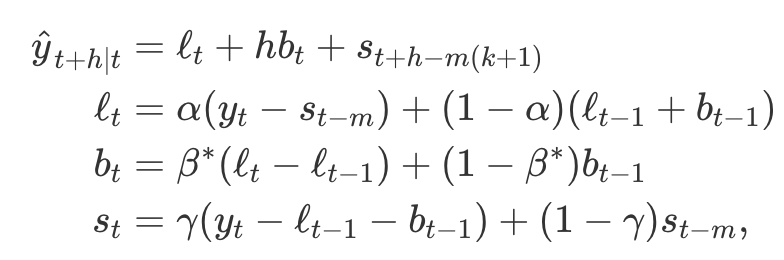 ŷ_{t+h|t} = ℓ_t + hb_t + s_{t+h−m(k+1)}
ℓ_t = α(y_t − s_{t−m}) + (1 − α)(ℓ_{t−1} + b_{t−1})
b_t = β*(ℓ_t − ℓ_{t−1}) + (1 − β*)b_{t−1}
s_t = γ(y_t − ℓ_{t−1} − b_{t−1}) + (1 − γ)s_{t−m},